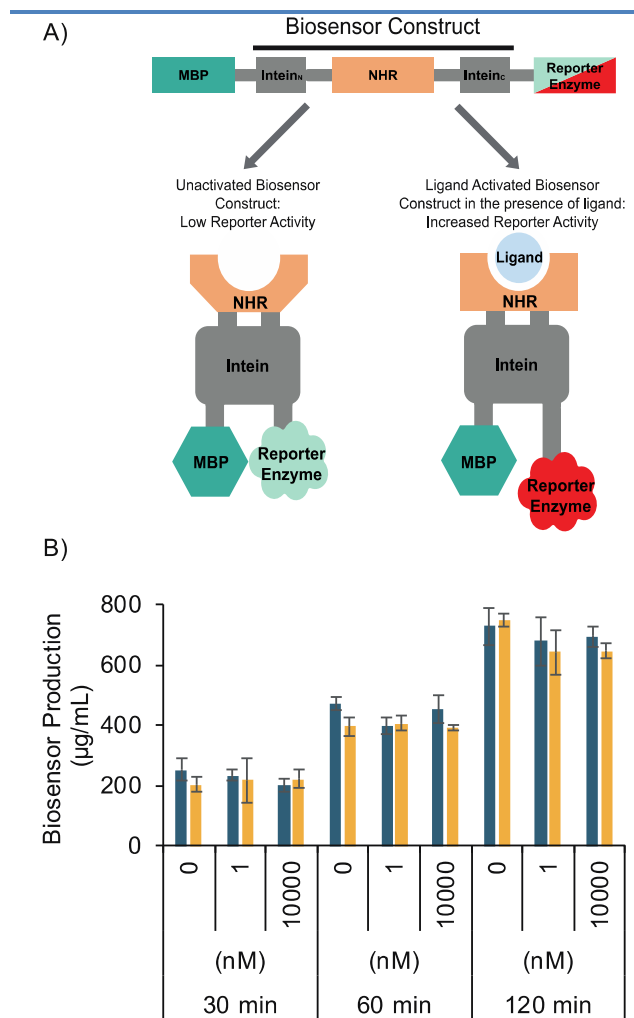 A)
Biosensor Construct
MBP
Intein_N
NHR
Intein_C
Reporter
Enzyme
Unactivated Biosensor
Construct:
Low Reporter Activity
Ligand Activated Biosensor
Construct in the presence of ligand:
Increased Reporter Activity
NHR
Intein
MBP
Reporter
Enzyme
Ligand
NHR
Intein
MBP
Reporter
Enzyme
B)
Biosensor Production
(µg/mL)
800
600
400
200
0
0 1 10000 0 1 10000 0 1 10000
(nM) (nM) (nM)
30 min 60 min 120 min